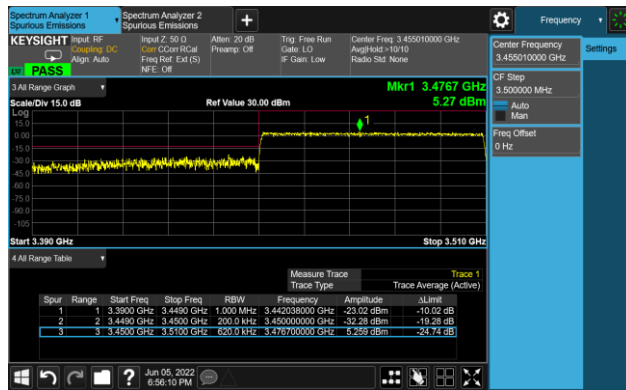 Spectrum Analyzer 1
Spurious Emissions
Spectrum Analyzer 2
Spurious Emissions
+
Frequency
KEYSIGHT
Input: RF
Coupling: DC
Align: Auto
Input Z: 50 Ω
Corr CCorr RCal
Freq Ref: Ext (S)
NFE: Off
Atten: 20 dB
Preamp: Off
Trig: Free Run
Gate: LO
IF Gain: Low
Center Freq: 3.455010000 GHz
Avg|Hold:>10/10
Radio Std: None
PASS
Center Frequency
3.455010000 GHz
Settings
CF Step
3.500000 MHz
Auto
Man
Freq Offset
0 Hz
3 All Range Graph
Mkr1 3.4767 GHz
Scale/Div 15.0 dB
Ref Value 30.00 dBm
5.27 dBm
Log
15.0
0.00
-15.0
-30.0
-45.0
-60.0
-75.0
-90.0
-105
1
Start 3.390 GHz
Stop 3.510 GHz
4 All Range Table
Measure Trace Trace 1
Trace Type Trace Average (Active)
Spur Range Start Freq Stop Freq RBW Frequency Amplitude ΔLimit
1 1 3.3900 GHz 3.4490 GHz 1.000 MHz 3.442038000 GHz -23.02 dBm -10.02 dB
2 2 3.4490 GHz 3.4500 GHz 200.0 kHz 3.450000000 GHz -32.28 dBm -19.28 dB
3 3 3.4500 GHz 3.5100 GHz 620.0 kHz 3.476700000 GHz 5.259 dBm -24.74 dB
?
Jun 05, 2022
6:56:10 PM